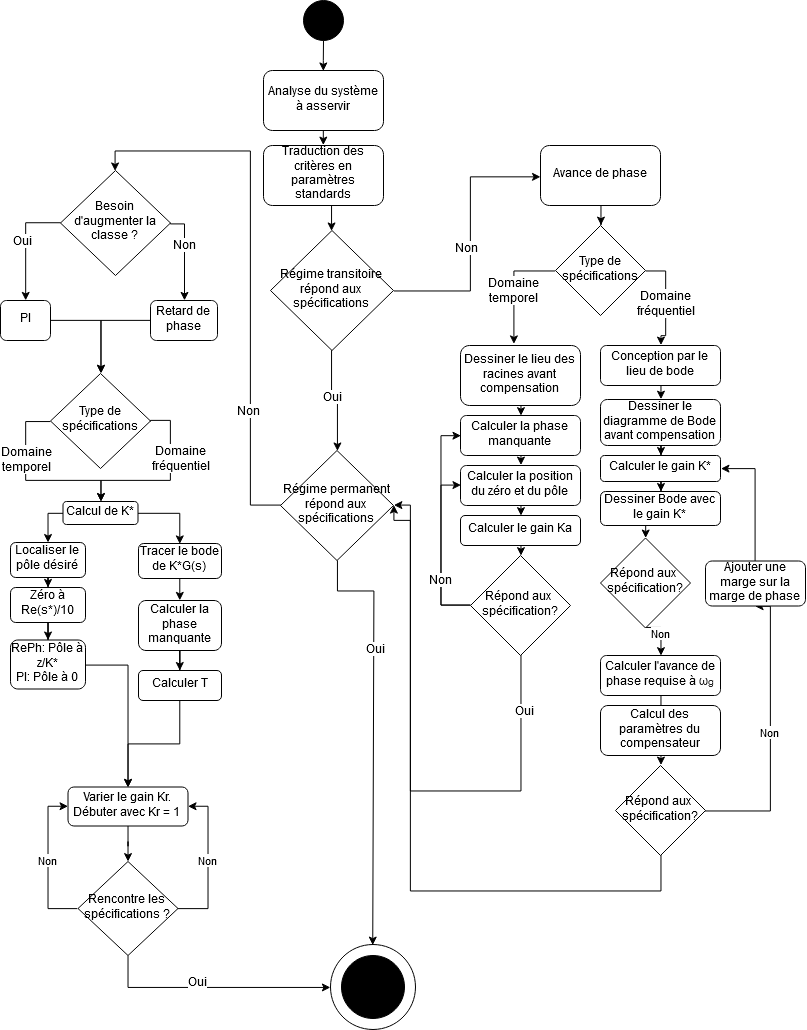 Analyse du système
à asservir
Traduction des
critères en
paramètres
standards
Régime transitoire
répond aux
spécifications
Non
Oui
Avance de phase
Type de
spécifications
Domaine
temporel
Domaine
fréquentiel
Dessiner le lieu des
racines avant
compensation
Calculer la phase
manquante
Calculer la position
du zéro et du pôle
Calculer le gain Ka
Non
Répond aux
spécification?
Oui
Conception par le
lieu de bode
Dessiner le
diagramme de Bode
avant compensation
Calculer le gain K*
Dessiner Bode avec
le gain K*
Répond aux
spécification?
Non
Ajouter une
marge sur la
marge de phase
Calculer l'avance de
phase requise à ωg
Calcul des
paramètres du
compensateur
Répond aux
spécification?
Non
Régime permanent
répond aux
spécifications
Non
Oui
Besoin
d'augmenter la
classe ?
Oui
Non
PI
Retard de
phase
Type de
spécifications
Domaine
temporel
Domaine
fréquentiel
Calcul de K*
Localiser le
pôle désiré
Zéro à
Re(s*)/10
RePh: Pôle à
z/K*
PI: Pôle à 0
Tracer le bode
de K*G(s)
Calculer la
phase
manquante
Calculer T
Varier le gain Kr.
Débuter avec Kr = 1
Non
Non
Rencontre les
spécifications ?
Oui